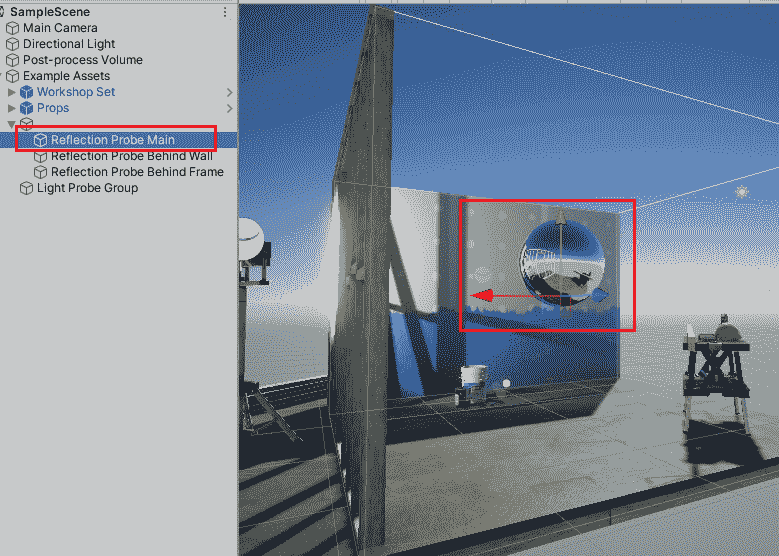 SampleScene
Main Camera
Directional Light
Post-process Volume
Example Assets
Workshop Set
Props
Reflection Probe Main
Reflection Probe Behind Wall
Reflection Probe Behind Frame
Light Probe Group